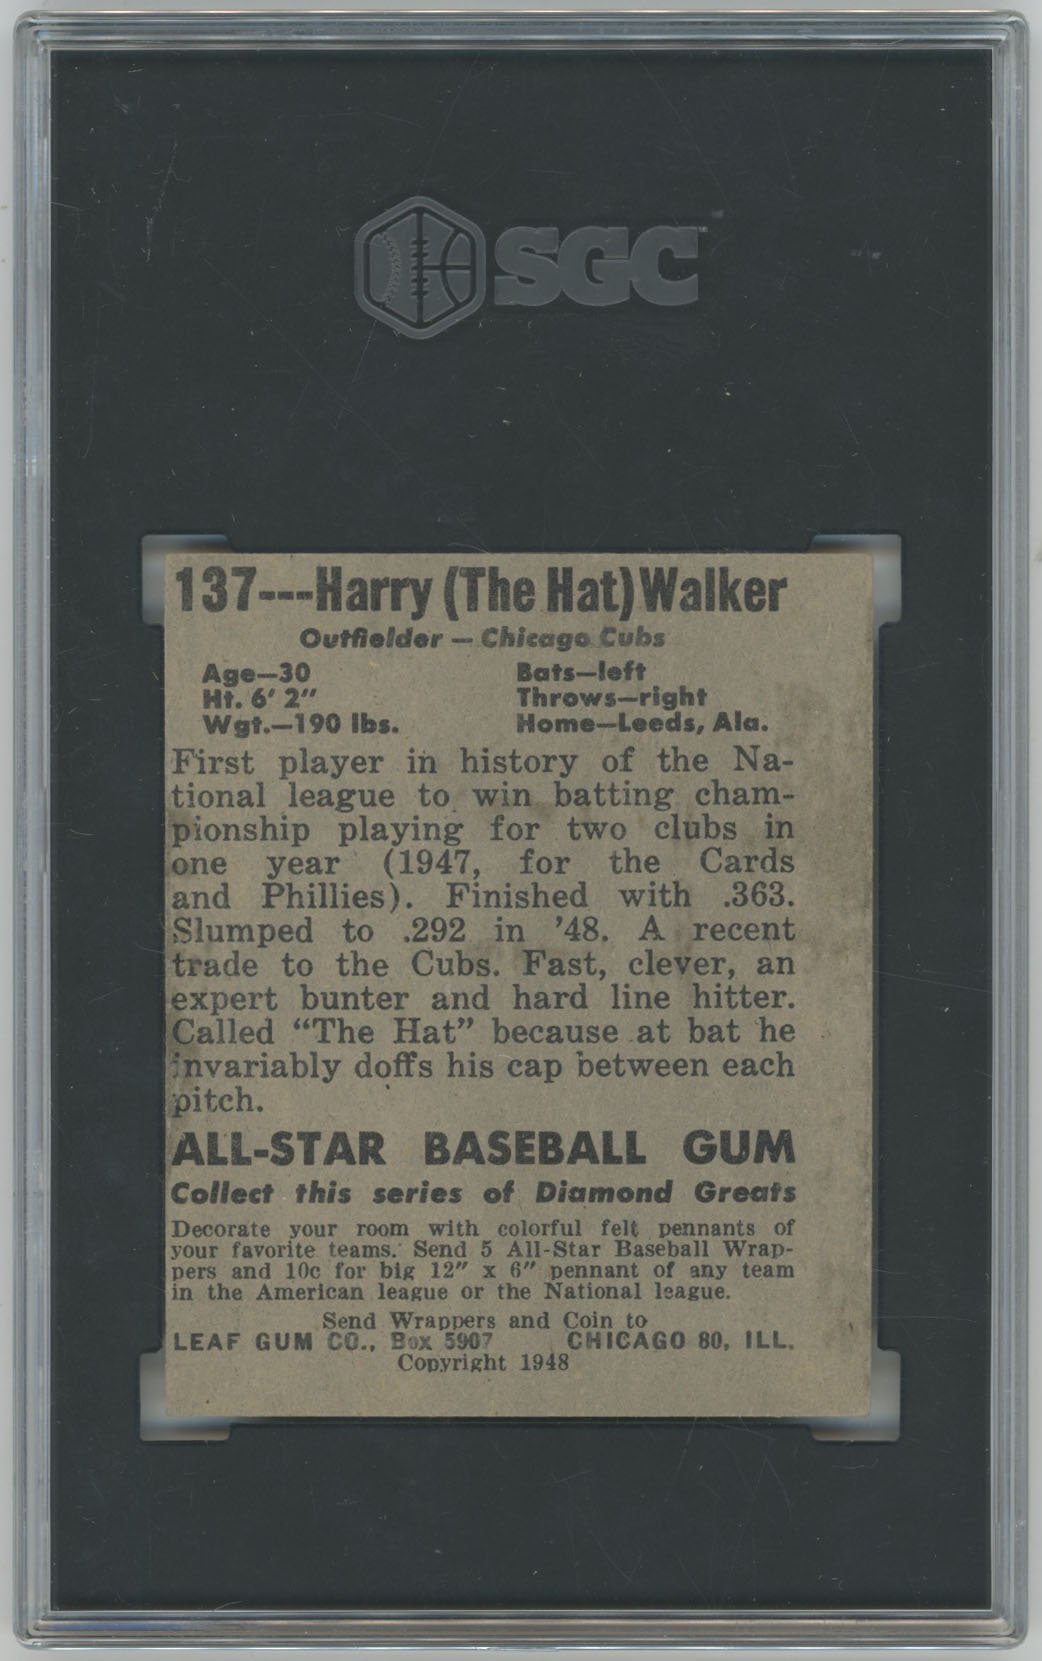 SGC
137---Harry (The Hat) Walker
Outfielder — Chicago Cubs
Age—30
Ht. 6' 2"
Wgt.—190 lbs.
Bats—left
Throws—right
Home—Leeds, Ala.
First player in history of the Na-
tional league to win batting cham-
pionship playing for two clubs in
one year (1947, for the Cards
and Phillies). Finished with .363.
Slumped to .292 in '48. A recent
trade to the Cubs. Fast, clever, an
expert bunter and hard line hitter.
Called "The Hat" because at bat he
invariably doffs his cap between each
pitch.
ALL-STAR BASEBALL GUM
Collect this series of Diamond Greats
Decorate your room with colorful felt pennants of
your favorite teams. Send 5 All-Star Baseball Wrap-
pers and 10c for big 12" x 6" pennant of any team
in the American league or the National league.
Send Wrappers and Coin to
LEAF GUM CO., Box 5907 CHICAGO 80, ILL.
Copyright 1948